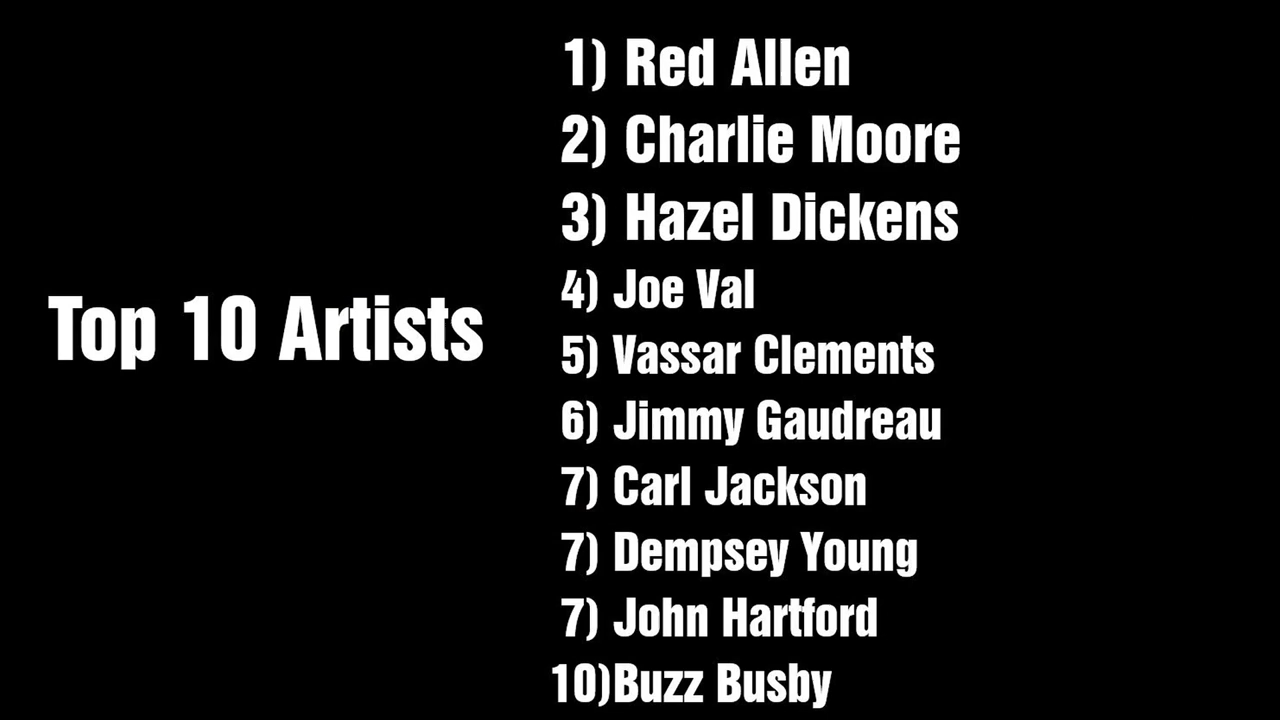 Top 10 Artists
1) Red Allen
2) Charlie Moore
3) Hazel Dickens
4) Joe Val
5) Vassar Clements
6) Jimmy Gaudreau
7) Carl Jackson
7) Dempsey Young
7) John Hartford
10)Buzz Busby